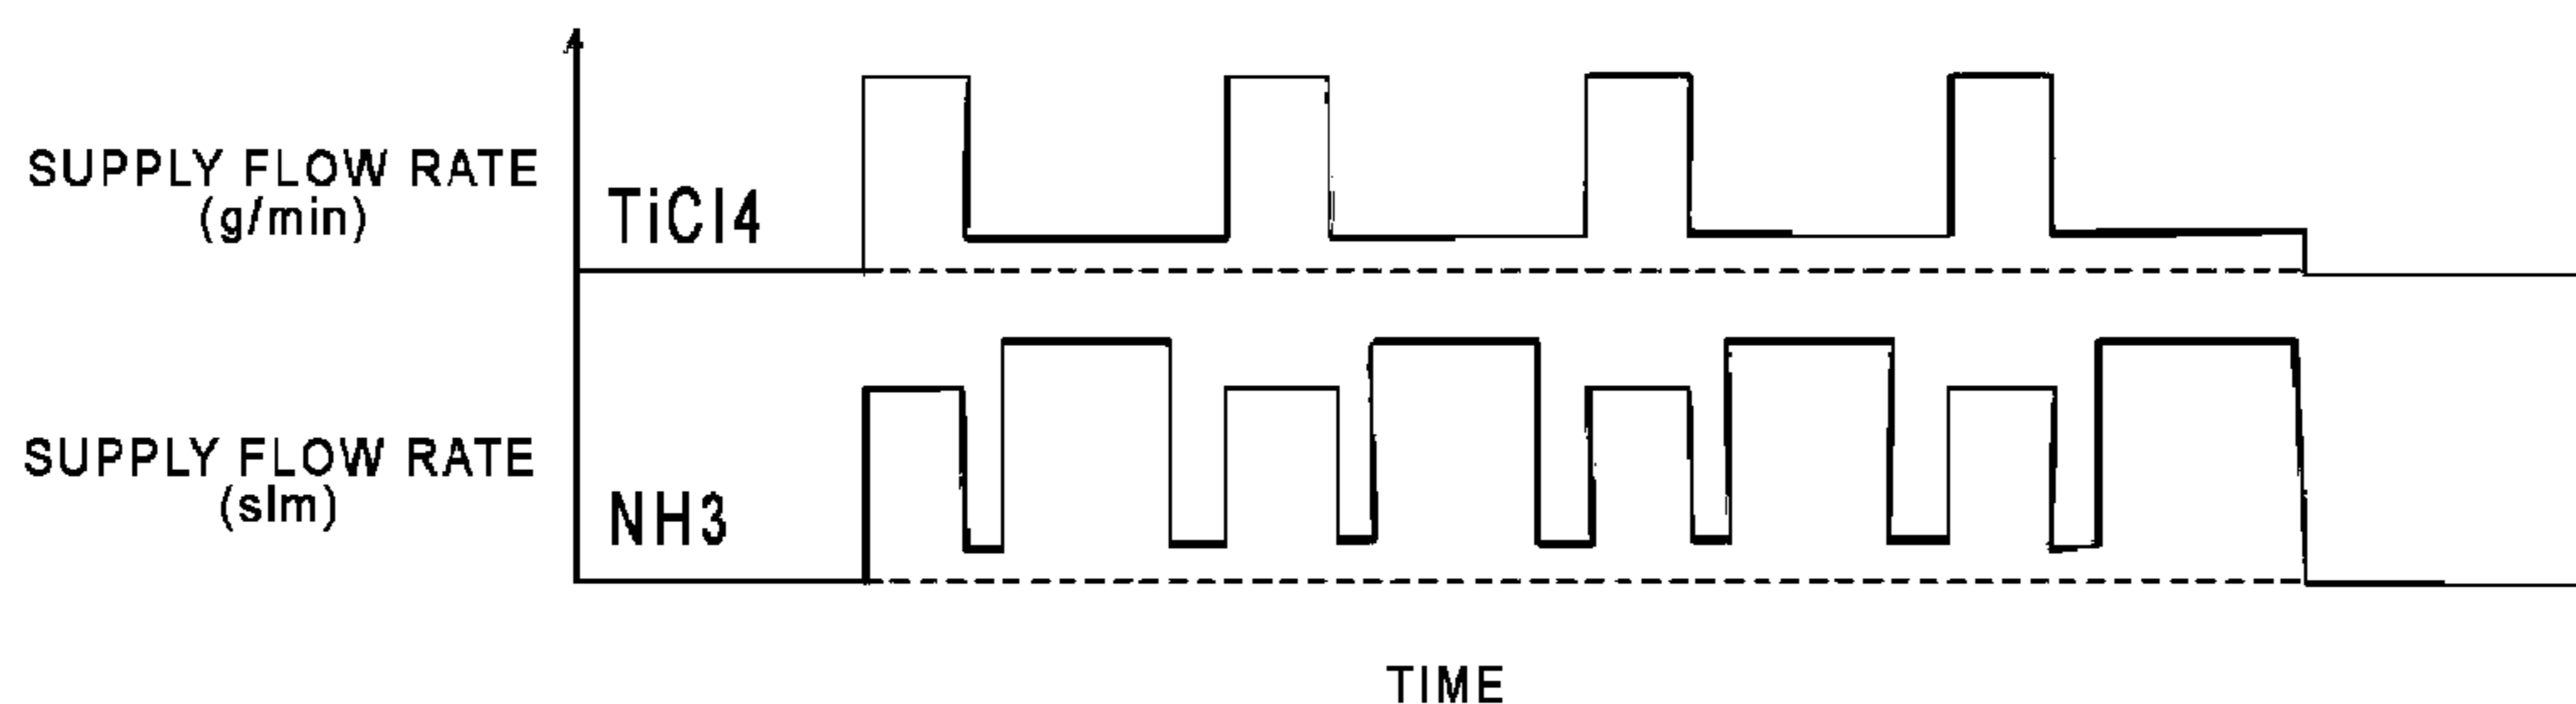 SUPPLY FLOW RATE
(g/min)
TiCl4
SUPPLY FLOW RATE
(slm)
NH3
TIME